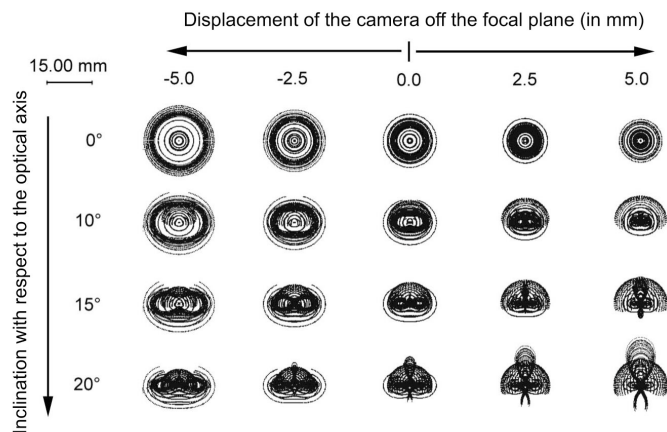 Displacement of the camera off the focal plane (in mm)
15.00 mm
-5.0 -2.5 0.0 2.5 5.0
Inclination with respect to the optical axis
0°
10°
15°
20°